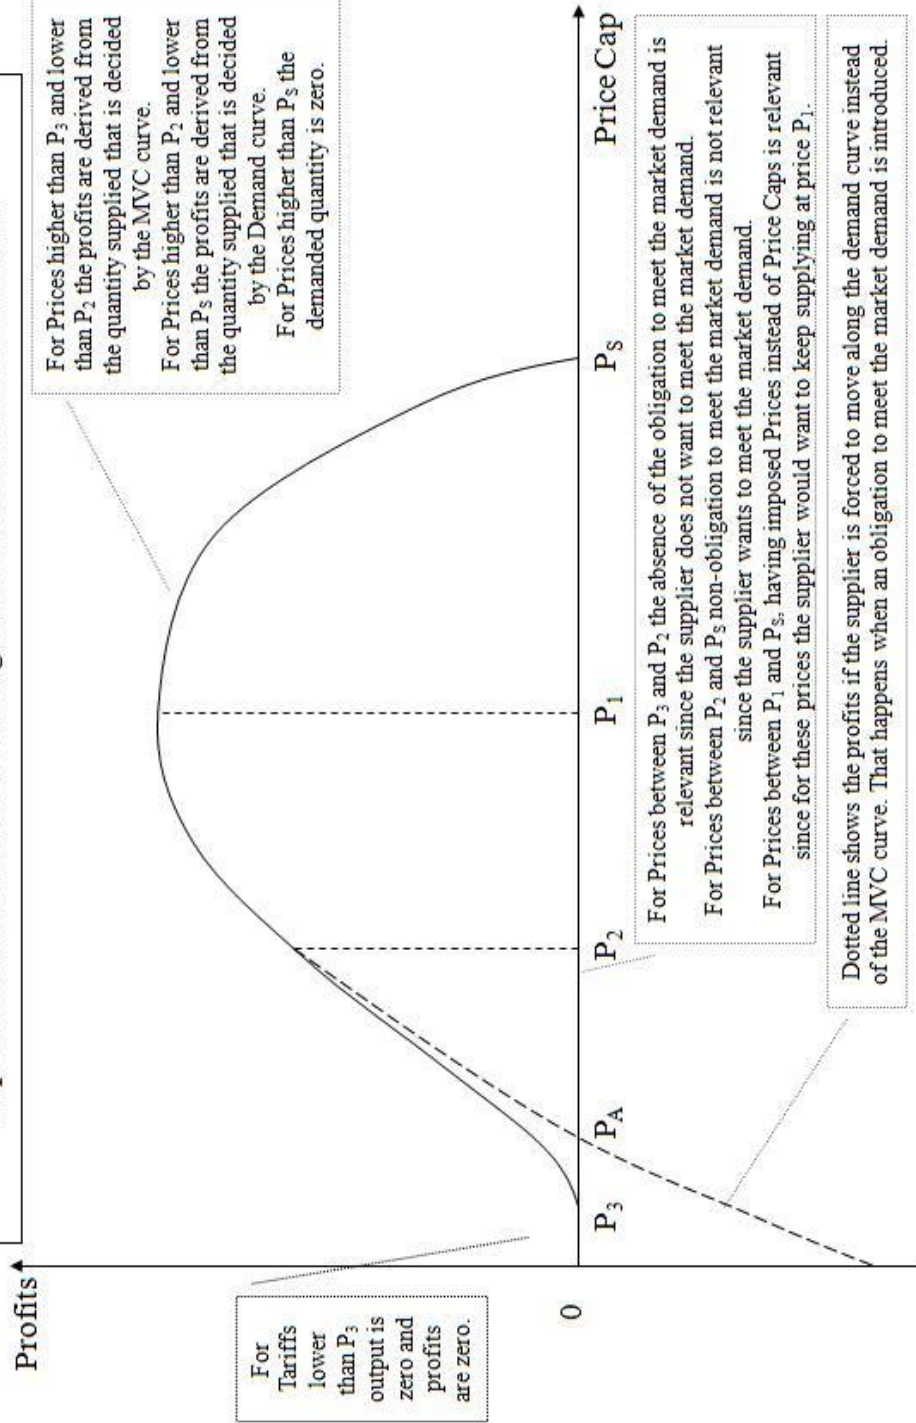 Profits
For Prices higher than P₃ and lower
than P₂ the profits are derived from
the quantity supplied that is decided
by the MVC curve.
For Prices higher than P₂ and lower
than P_S the profits are derived from
the quantity supplied that is decided
by the Demand curve.
For Prices higher than P_S the
demanded quantity is zero.
For
Tariffs
lower
than P₃
output is
zero and
profits
are zero.
0
P₃
P_A
P₂
P₁
P_S
Price Cap
For Prices between P₃ and P₂ the absence of the obligation to meet the market demand is
relevant since the supplier does not want to meet the market demand.
For Prices between P₂ and P_S non-obligation to meet the market demand is not relevant
since the supplier wants to meet the market demand.
For Prices between P₁ and P_S, having imposed Prices instead of Price Caps is relevant
since for these prices the supplier would want to keep supplying at price P₁.
Dotted line shows the profits if the supplier is forced to move along the demand curve instead
of the MVC curve. That happens when an obligation to meet the market demand is introduced.